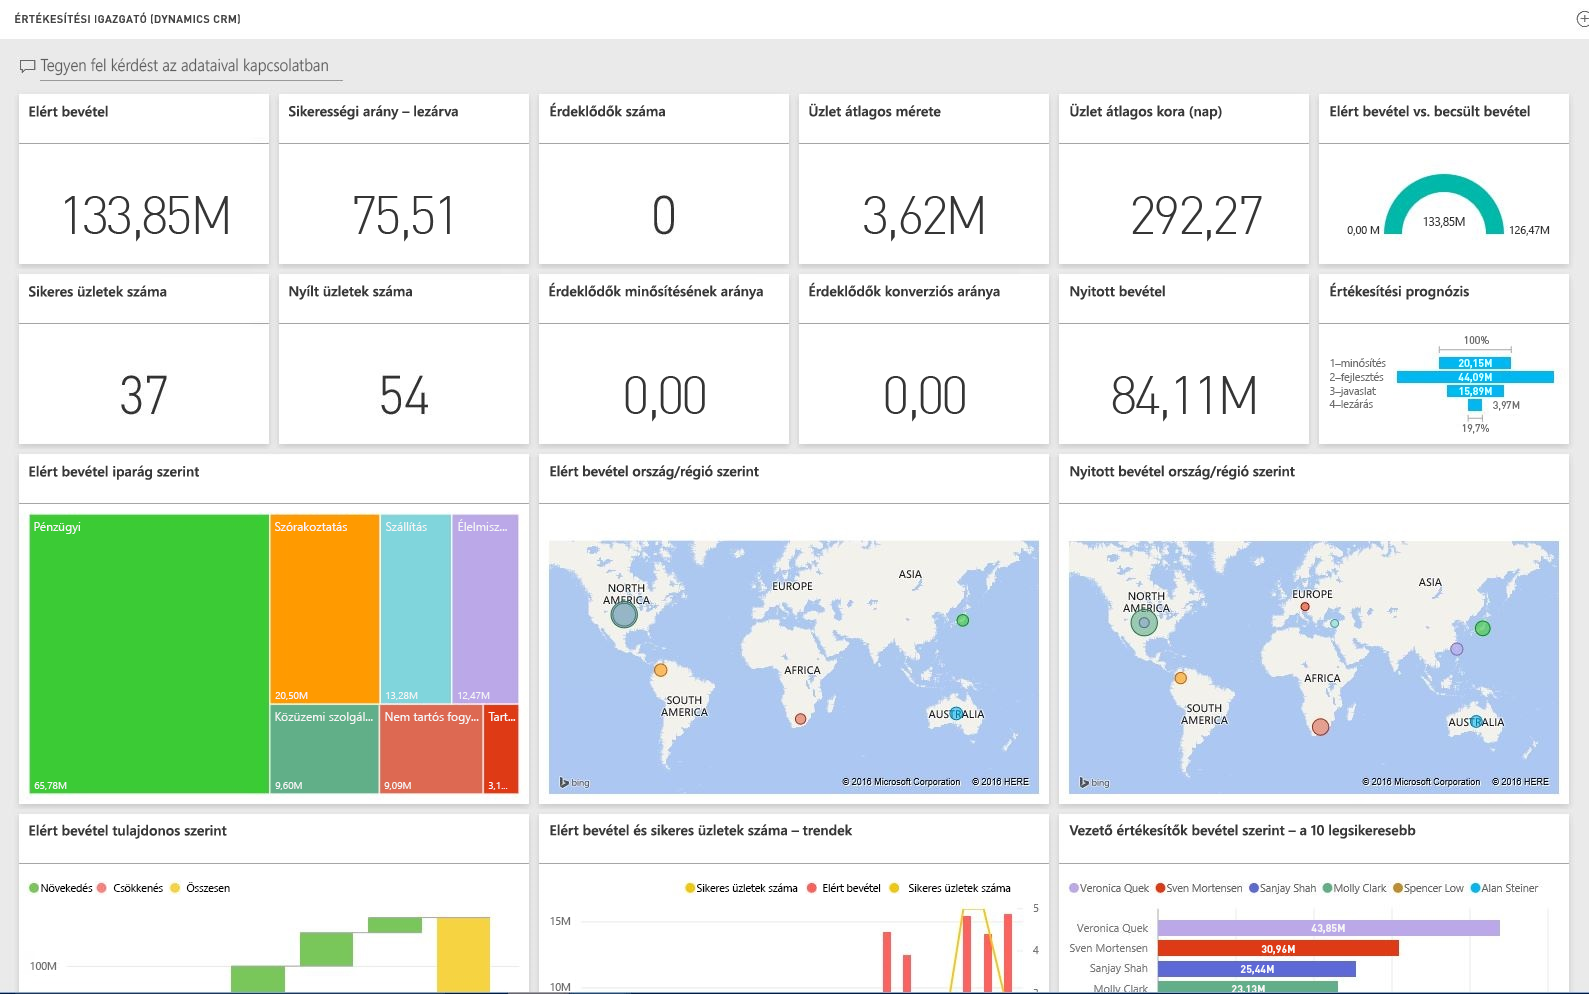 ÉRTÉKESÍTÉSI IGAZGATÓ (DYNAMICS CRM)
Tegyen fel kérdést az adataival kapcsolatban
Elért bevétel
133,85M
Sikerességi arány – lezárva
75,51
Érdeklődők száma
0
Üzlet átlagos mérete
3,62M
Üzlet átlagos kora (nap)
292,27
Elért bevétel vs. becsült bevétel
0,00 M
133,85M
126,47M
Sikeres üzletek száma
37
Nyílt üzletek száma
54
Érdeklődők minősítésének aránya
0,00
Érdeklődők konverziós aránya
0,00
Nyitott bevétel
84,11M
Értékesítési prognózis
100%
1–minősítés 20,15M
2–fejlesztés 44,09M
3–javaslat 15,89M
4–lezárás 3,97M
19,7%
Elért bevétel iparág szerint
Pénzügyi
65,78M
Szórakoztatás
20,50M
Szállítás
13,28M
Élelmisz...
12,47M
Közüzemi szolgál...
9,60M
Nem tartós fogy...
9,09M
Tart...
3,1...
Elért bevétel ország/régió szerint
NORTH
AMERICA
EUROPE
ASIA
AFRICA
SOUTH
AMERICA
AUSTRALIA
bing
© 2016 Microsoft Corporation © 2016 HERE
Nyitott bevétel ország/régió szerint
NORTH
AMERICA
EUROPE
ASIA
AFRICA
SOUTH
AMERICA
AUSTRALIA
bing
© 2016 Microsoft Corporation © 2016 HERE
Elért bevétel tulajdonos szerint
Növekedés Csökkenés Összesen
100M
Elért bevétel és sikeres üzletek száma – trendek
Sikeres üzletek száma Elért bevétel Sikeres üzletek száma
15M
10M
5
4
3
Vezető értékesítők bevétel szerint – a 10 legsikeresebb
Veronica Quek Sven Mortensen Sanjay Shah Molly Clark Spencer Low Alan Steiner
Veronica Quek 43,85M
Sven Mortensen 30,96M
Sanjay Shah 25,44M
Molly Clark 23,13M